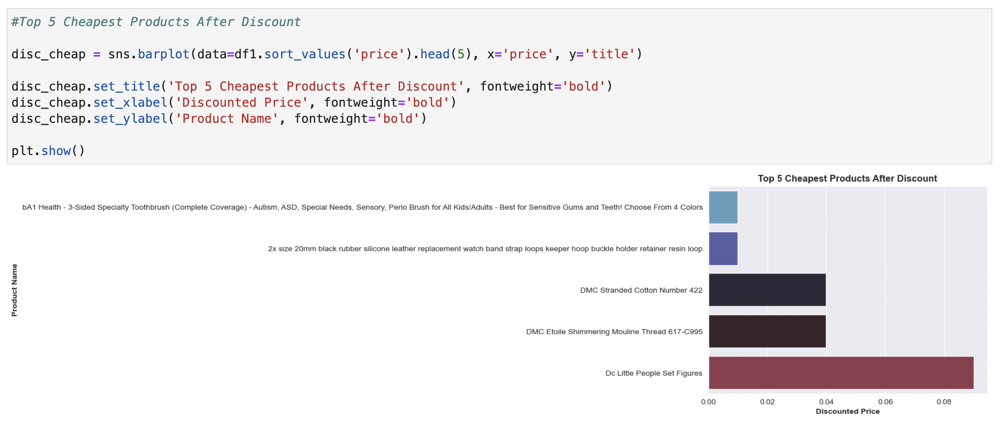 #Top 5 Cheapest Products After Discount
disc_cheap = sns.barplot(data=df1.sort_values('price').head(5), x='price', y='title')
disc_cheap.set_title('Top 5 Cheapest Products After Discount', fontweight='bold')
disc_cheap.set_xlabel('Discounted Price', fontweight='bold')
disc_cheap.set_ylabel('Product Name', fontweight='bold')
plt.show()
Top 5 Cheapest Products After Discount
bA1 Health - 3-Sided Specialty Toothbrush (Complete Coverage) - Autism, ASD, Special Needs, Sensory, Perio Brush for All Kids/Adults - Best for Sensitive Gums and Teeth! Choose From 4 Colors
2x size 20mm black rubber silicone leather replacement watch band strap loops keeper hoop buckle holder retainer resin loop
DMC Stranded Cotton Number 422
DMC Etoile Shimmering Mouline Thread 617-C995
Dc Little People Set Figures
Product Name
0.00 0.02 0.04 0.06 0.08
Discounted Price